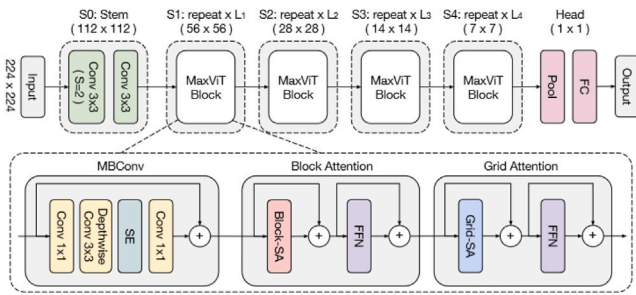 S0: Stem
(112 x 112)
S1: repeat x L₁
(56 x 56)
S2: repeat x L₂
(28 x 28)
S3: repeat x L₃
(14 x 14)
S4: repeat x L₄
(7 x 7)
Head
(1 x 1)
224 x 224
Input
Conv 3x3
(S=2)
Conv 3x3
MaxViT
Block
MaxViT
Block
MaxViT
Block
MaxViT
Block
Pool
FC
Output
MBConv
Conv 1x1
Depthwise
Conv 3x3
SE
Conv 1x1
+
Block Attention
Block-SA
+
FFN
+
Grid Attention
Grid-SA
+
FFN
+